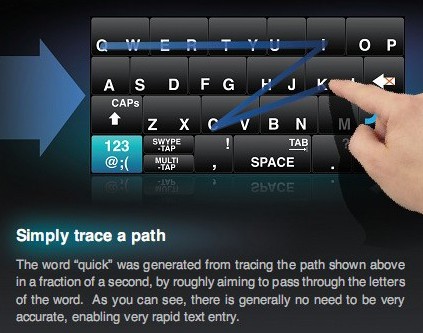 Q W E R T Y U I O P
A S D F G H J K L
CAPs
Z X C V B N M
123 SWYPE -TAP ! TAB ?
@;( MULTI -TAP , SPACE .
Simply trace a path
The word “quick” was generated from tracing the path shown above
in a fraction of a second, by roughly aiming to pass through the letters
of the word. As you can see, there is generally no need to be very
accurate, enabling very rapid text entry.